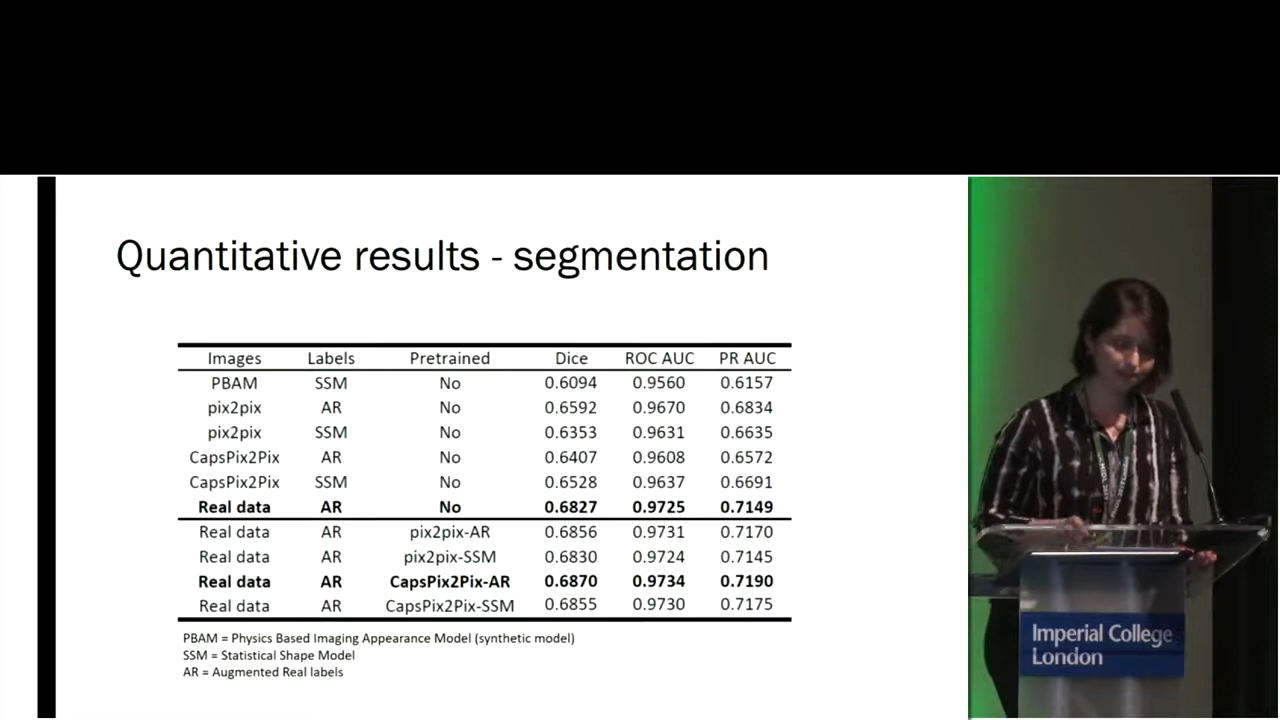 Quantitative results - segmentation
Images Labels Pretrained Dice ROC AUC PR AUC
PBAM SSM No 0.6094 0.9560 0.6157
pix2pix AR No 0.6592 0.9670 0.6834
pix2pix SSM No 0.6353 0.9631 0.6635
CapsPix2Pix AR No 0.6407 0.9608 0.6572
CapsPix2Pix SSM No 0.6528 0.9637 0.6691
Real data AR No 0.6827 0.9725 0.7149
Real data AR pix2pix-AR 0.6856 0.9731 0.7170
Real data AR pix2pix-SSM 0.6830 0.9724 0.7145
Real data AR CapsPix2Pix-AR 0.6870 0.9734 0.7190
Real data AR CapsPix2Pix-SSM 0.6855 0.9730 0.7175
PBAM = Physics Based Imaging Appearance Model (synthetic model)
SSM = Statistical Shape Model
AR = Augmented Real labels
Imperial College
London